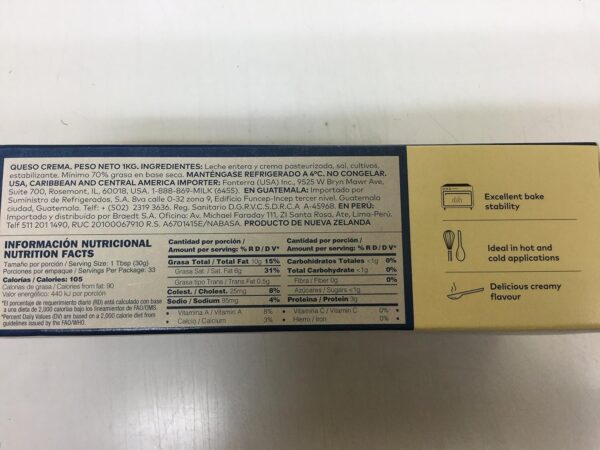 QUESO CREMA. PESO NETO 1KG. INGREDIENTES: Leche entera y crema pasteurizada, sal, cultivos,
estabilizante. Mínimo 70% grasa en base seca. MANTÉNGASE REFRIGERADO A 4ºC. NO CONGELAR.
USA, CARIBBEAN AND CENTRAL AMERICA IMPORTER: Fonterra (USA) Inc., 9525 W Bryn Mawr Ave,
Suite 700, Rosemont, IL, 60018, USA. 1-888-869-MILK (6455). EN GUATEMALA: Importado por
Suministro de Refrigerados, S.A. 8va calle 0-32 zona 9, Edificio Funcep-Incep tercer nivel. Guatemala
ciudad, Guatemala. Telf: + (502) 2319 3636. Reg. Sanitario D.G.R.V.C.S.D.R.C.A A-45968. EN PERÚ:
Importado y distribuido por Braedt S.A. Oficina: Av. Michael Faraday 111, ZI Santa Rosa, Ate, Lima-Perú.
Telf 511 201 1490, RUC 20100067910 R.S. A6701415E/NABASA. PRODUCTO DE NUEVA ZELANDA
INFORMACIÓN NUTRICIONAL
NUTRITION FACTS
Tamaño por porción / Serving Size: 1 Tbsp (30g)
Porciones por empaque / Servings Per Package: 33
Calorías / Calories: 105
Calorías de grasa / Calories from fat: 90
Valor energético: 440 kJ por porción
*El porcentaje de requerimiento diario (RD) está calculado con base
a una dieta de 2,000 calorías bajo los lineamientos de FAO/OMS.
*Percent Daily Values (DV) are based on a 2,000 calorie diet from
guidelines issued by the FAO/WHO.
Cantidad por porción /
Amount per serving: % R D / D V*
Grasa Total / Total Fat 10g 15%
Grasa Sat / Sat. Fat 6g 31%
Grasa tipo Trans / Trans Fat 0.5g
Colest. / Cholest. 25mg 8%
Sodio / Sodium 95mg 4%
• Vitamina A / Vitamin A 8%
• Calcio / Calcium 3%
Cantidad por porción /
Amount per serving: % R D / D V*
Carbohidratos Totales <1g 0%
Total Carbohydrate <1g 0%
Fibra / Fiber 0g 0%
Azúcares / Sugars <1g
Proteína / Protein 3g
• Vitamina C / Vitamin C 0% •
• Hierro / Iron 0% •
Excellent bake
stability
Ideal in hot and
cold applications
Delicious creamy
flavour